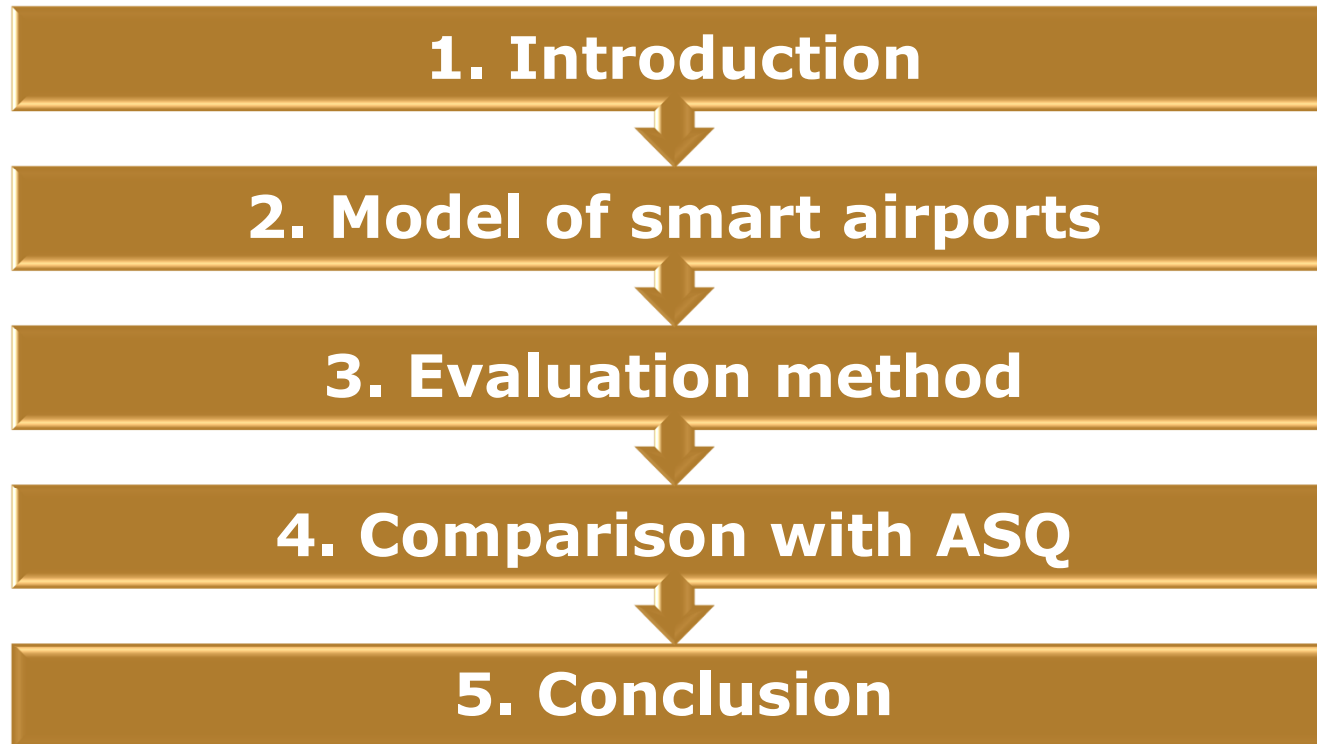 1. Introduction
2. Model of smart airports
3. Evaluation method
4. Comparison with ASQ
5. Conclusion